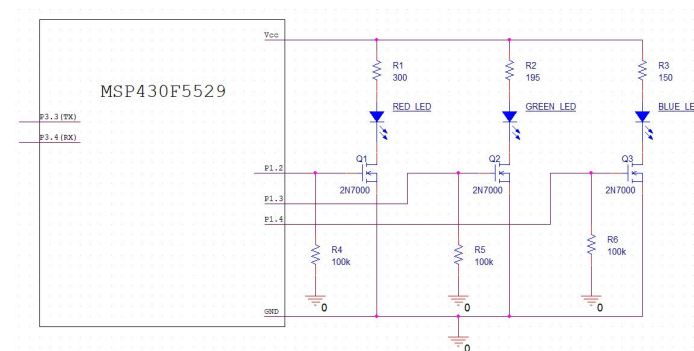 Vcc
R1
300
R2
195
R3
150
MSP430F5529
RED LED
GREEN LED
BLUE LE
P3.3(TX)
P3.4(RX)
Q1
Q2
Q3
P1.2
2N7000
2N7000
2N7000
P1.3
P1.4
R4
100k
R5
100k
R6
100k
0
0
0
GND
0